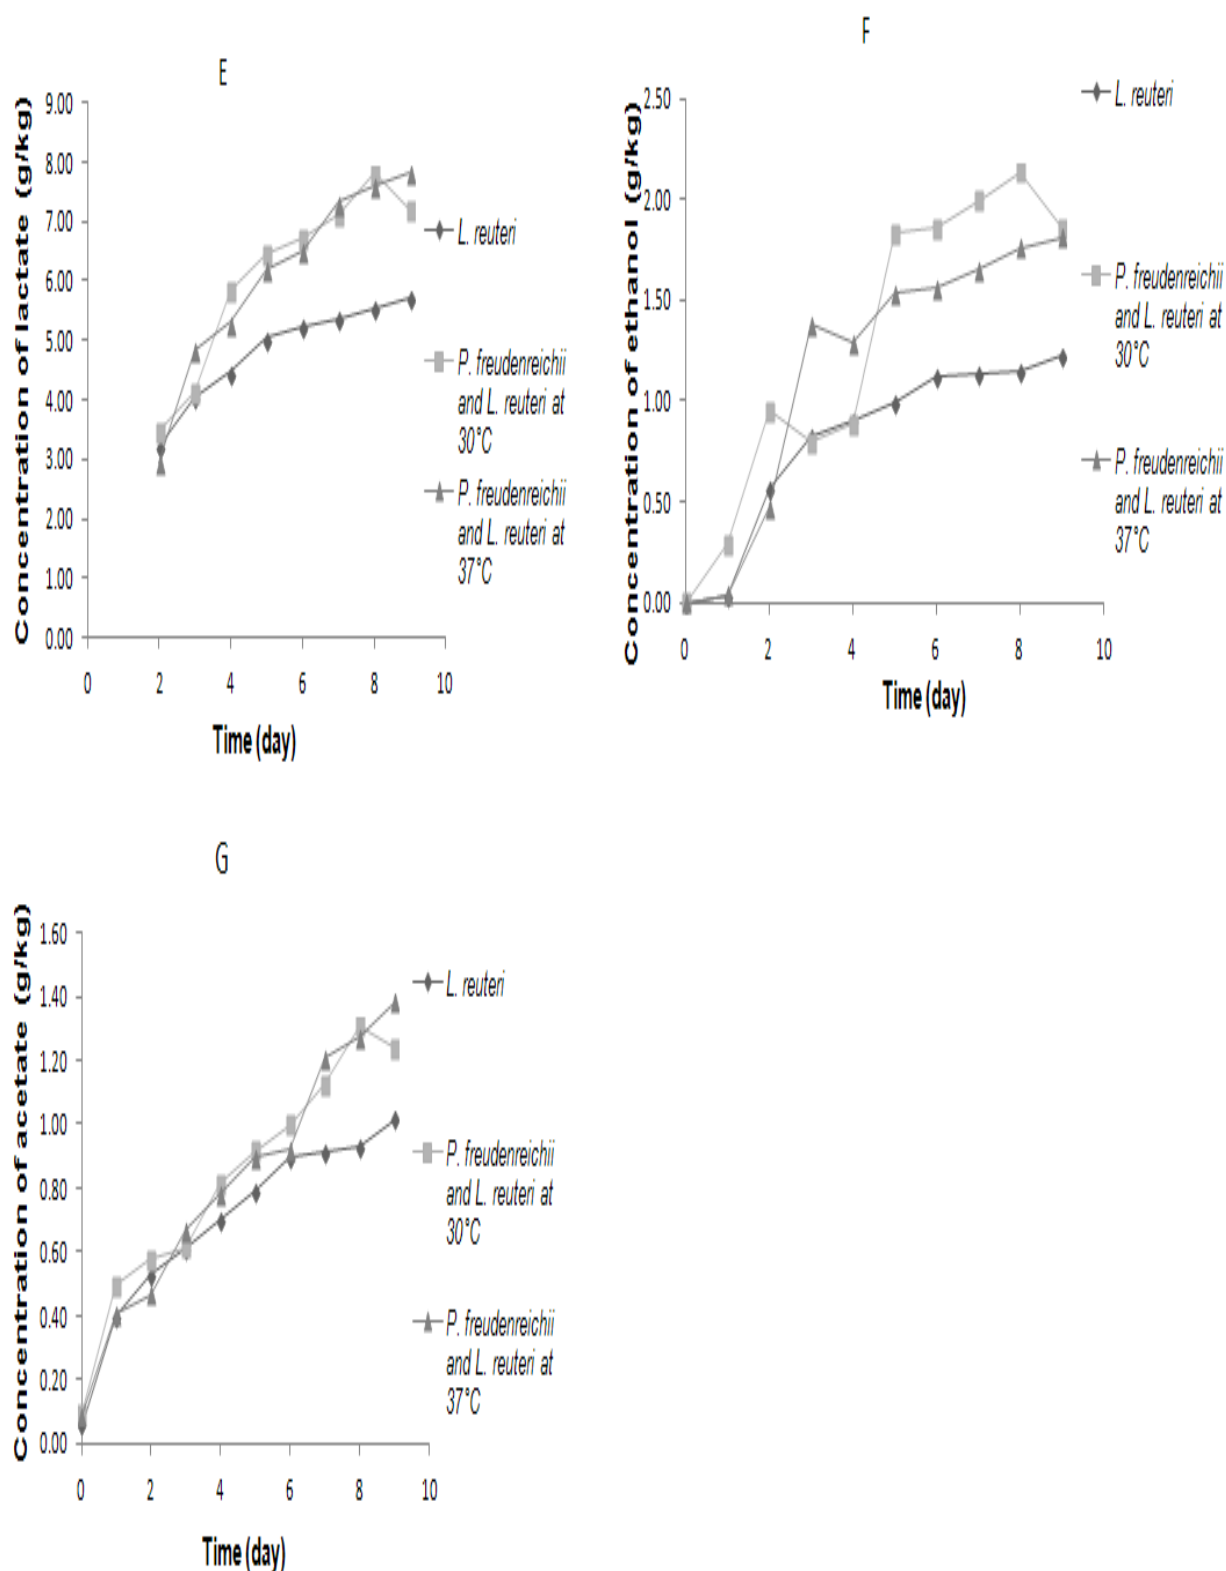 E
Concentration of lactate (g/kg)
9.00
8.00
7.00
6.00
5.00
4.00
3.00
2.00
1.00
0.00
0 2 4 6 8 10
Time (day)
L. reuteri
P. freudenreichii
and L. reuteri at
30°C
P. freudenreichii
and L. reuteri at
37°C
F
Concentration of ethanol (g/kg)
2.50
2.00
1.50
1.00
0.50
0.00
0 2 4 6 8 10
Time (day)
L. reuteri
P. freudenreichii
and L. reuteri at
30°C
P. freudenreichii
and L. reuteri at
37°C
G
Concentration of acetate (g/kg)
1.60
1.40
1.20
1.00
0.80
0.60
0.40
0.20
0.00
0 2 4 6 8 10
Time (day)
L. reuteri
P. freudenreichii
and L. reuteri at
30°C
P. freudenreichii
and L. reuteri at
37°C